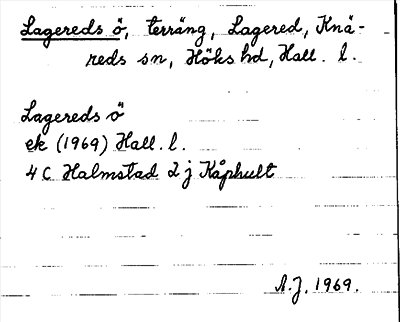 Lagereds ö, terräng, Lagered, Knä-
reds sn, Höks hd, Hall. l.
Lagereds ö
ek (1969) Hall. l.
4 C Halmstad 2 j Kåphult
A.J. 1969.